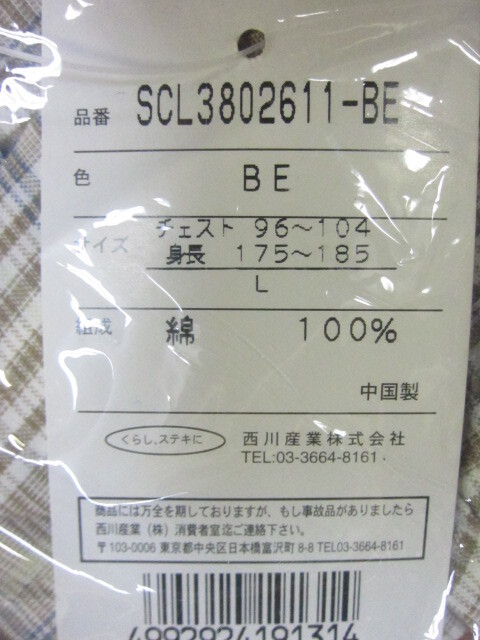 品番 SCL3802611-BE
色 BE
サイズ チェスト 96〜104
身長 175〜185
L
組成 綿 100%
中国製
くらし、ステキに 西川産業株式会社
TEL:03-3664-8161
商品には万全を期しておりますが、もし事故品がありましたら
西川産業(株)消費者室迄ご連絡下さい。
〒103-0006 東京都中央区日本橋富沢町 8-8 TEL03-3664-8161
4992924191314